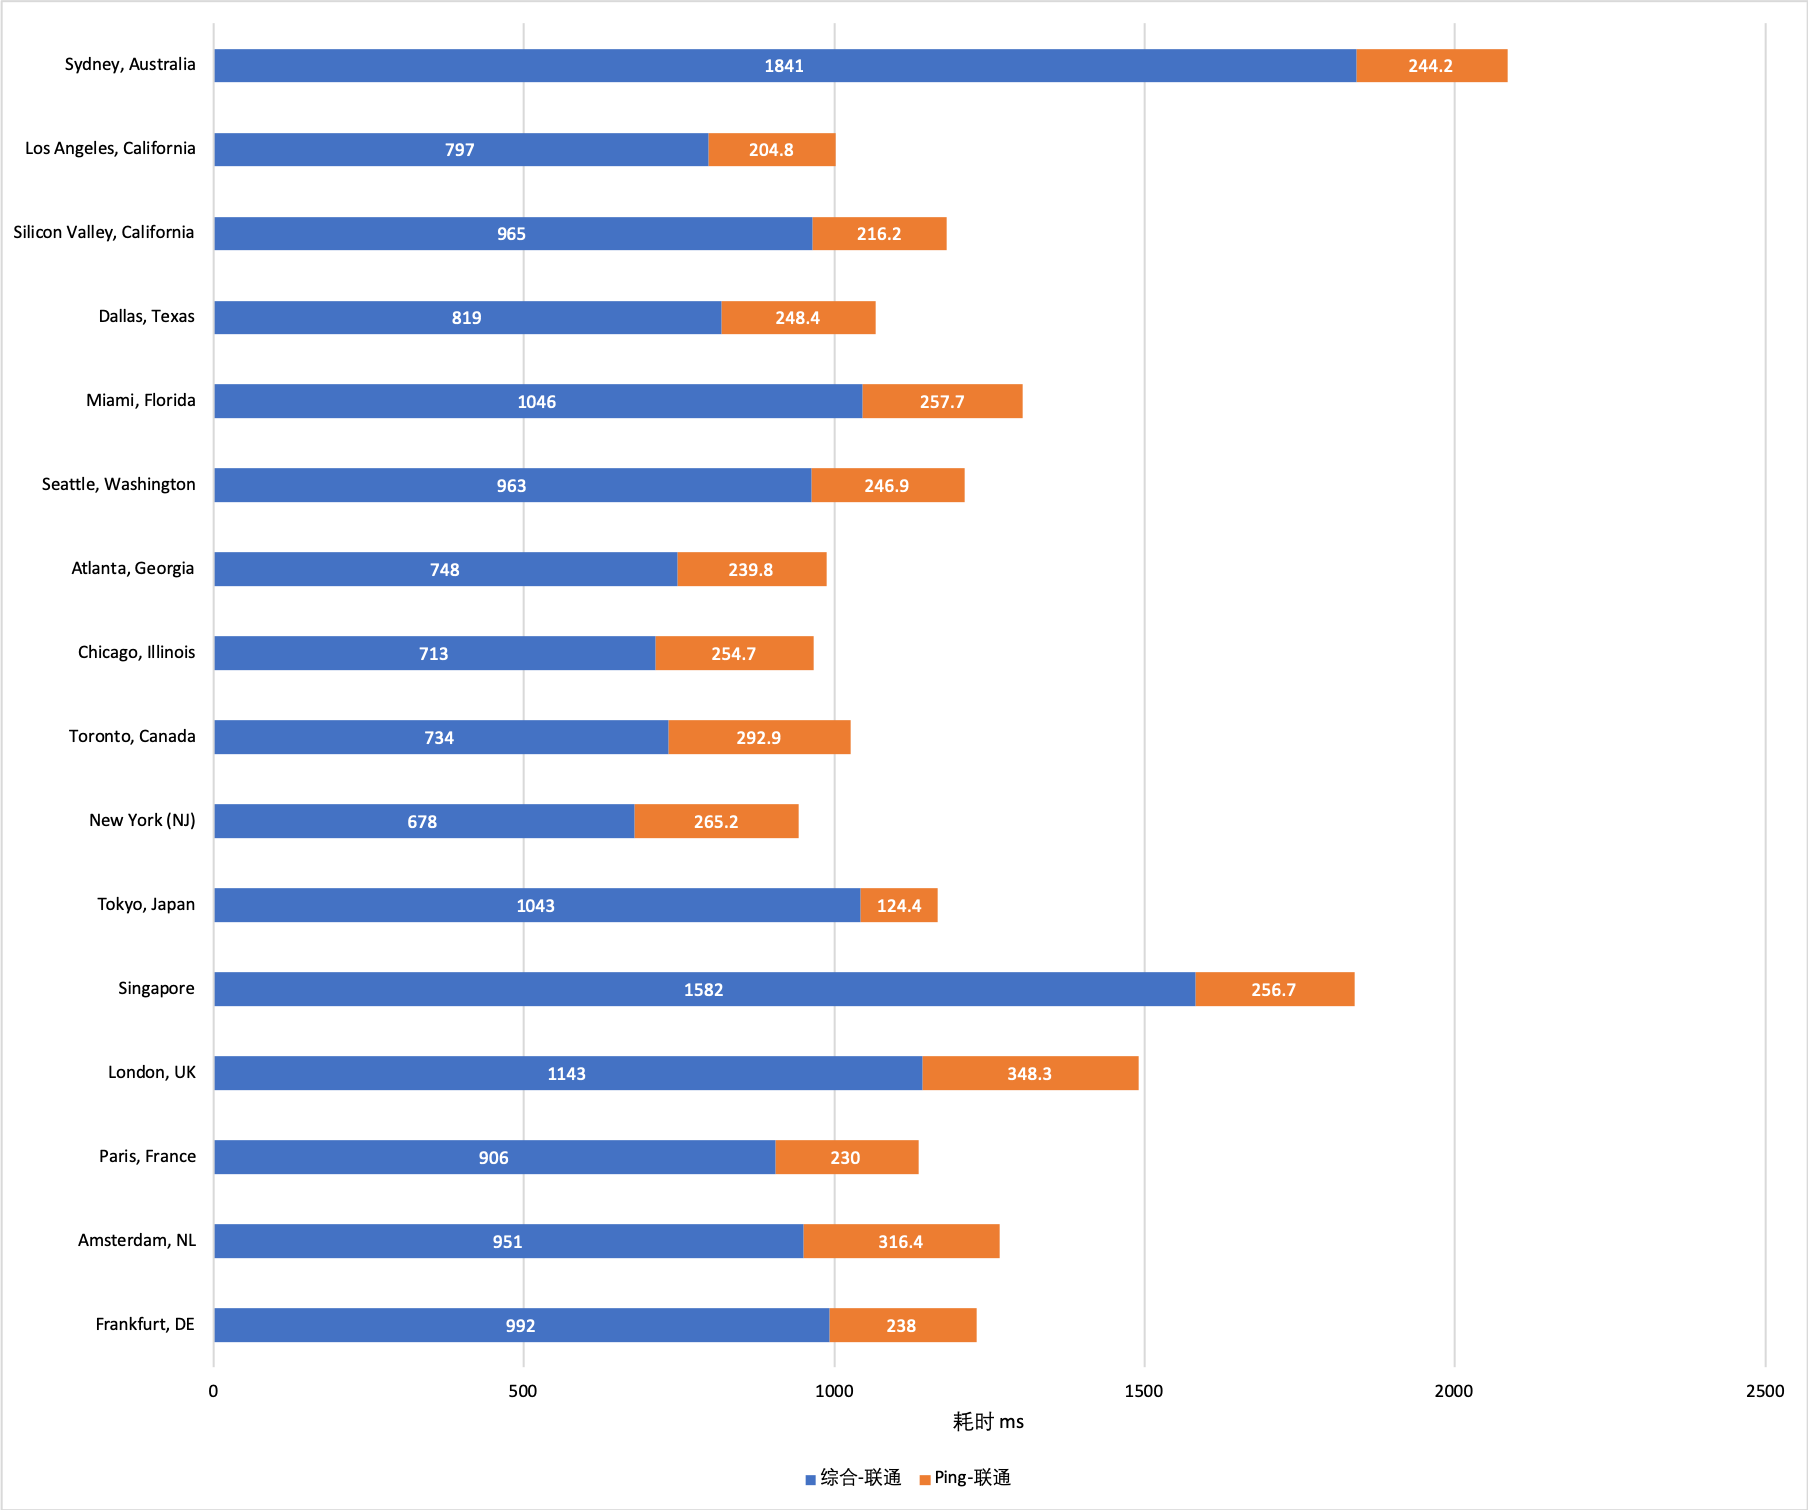 Sydney, Australia 1841 244.2
Los Angeles, California 797 204.8
Silicon Valley, California 965 216.2
Dallas, Texas 819 248.4
Miami, Florida 1046 257.7
Seattle, Washington 963 246.9
Atlanta, Georgia 748 239.8
Chicago, Illinois 713 254.7
Toronto, Canada 734 292.9
New York (NJ) 678 265.2
Tokyo, Japan 1043 124.4
Singapore 1582 256.7
London, UK 1143 348.3
Paris, France 906 230
Amsterdam, NL 951 316.4
Frankfurt, DE 992 238
0 500 1000 1500 2000 2500
耗时 ms
综合-联通 Ping-联通